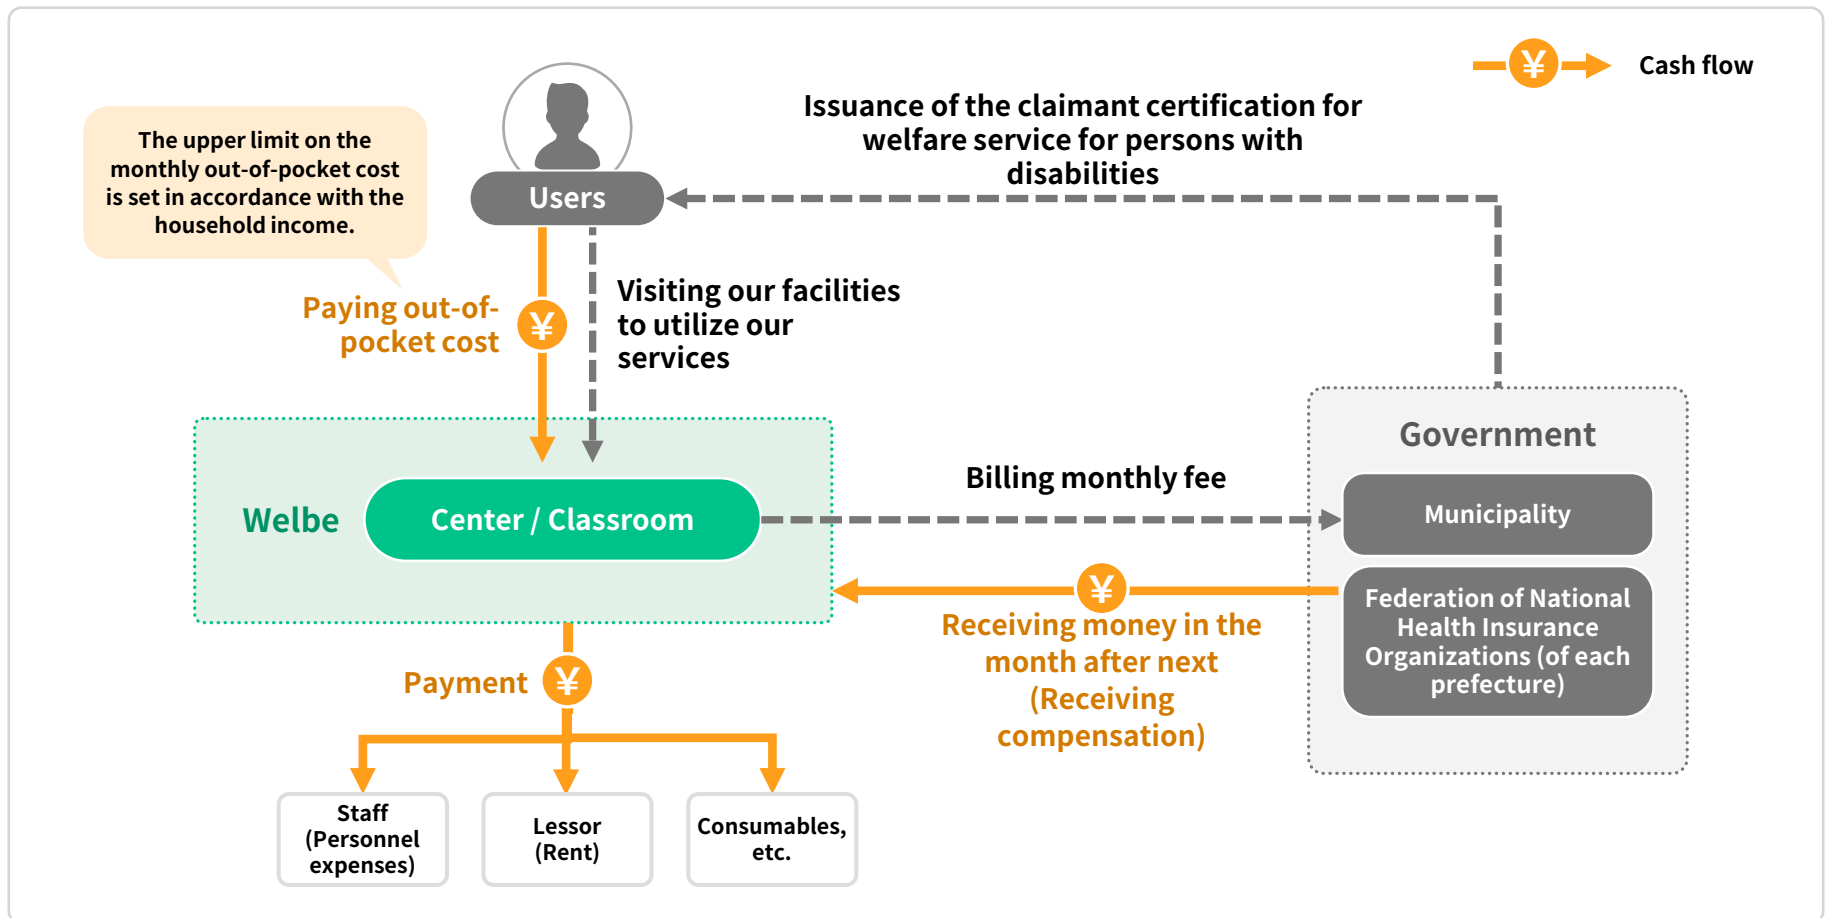 ¥
Cash flow
Issuance of the claimant certification for
welfare service for persons with
disabilities
The upper limit on the
monthly out-of-pocket cost
is set in accordance with the
household income.
Users
Paying out-of-
pocket cost
¥
Visiting our facilities
to utilize our
services
Welbe
Center / Classroom
Billing monthly fee
Government
Municipality
Federation of National
Health Insurance
Organizations (of each
prefecture)
¥
Receiving money in the
month after next
(Receiving
compensation)
Payment
¥
Staff
(Personnel
expenses)
Lessor
(Rent)
Consumables,
etc.